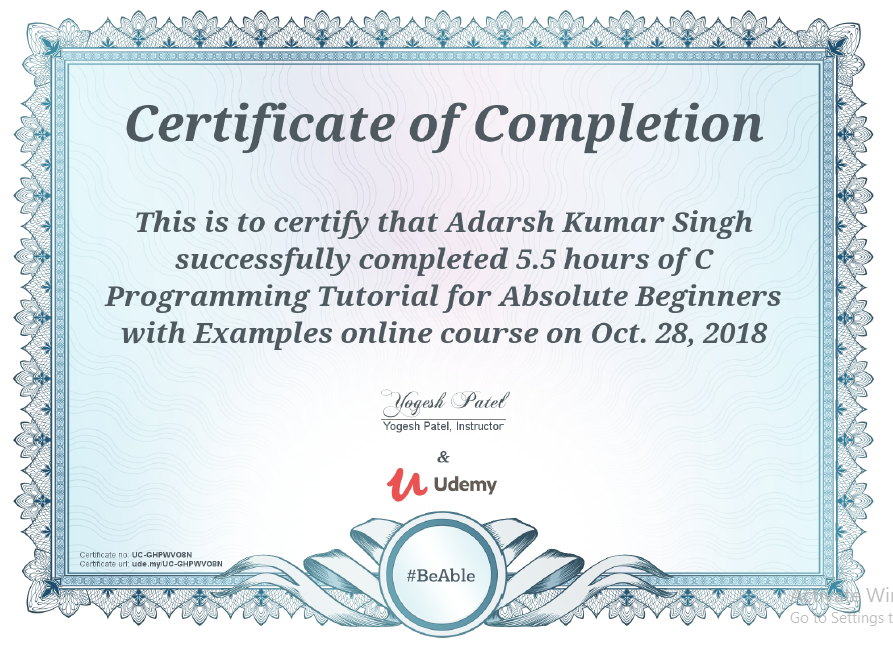 Certificate of Completion
This is to certify that Adarsh Kumar Singh
successfully completed 5.5 hours of C
Programming Tutorial for Absolute Beginners
with Examples online course on Oct. 28, 2018
Yogesh Patel
Yogesh Patel, Instructor
&
Udemy
Certificate no: UC-GHPWVO8N
Certificate url: ude.my/UC-GHPWVO8N
#BeAble
Activate Win
Go to Settings t